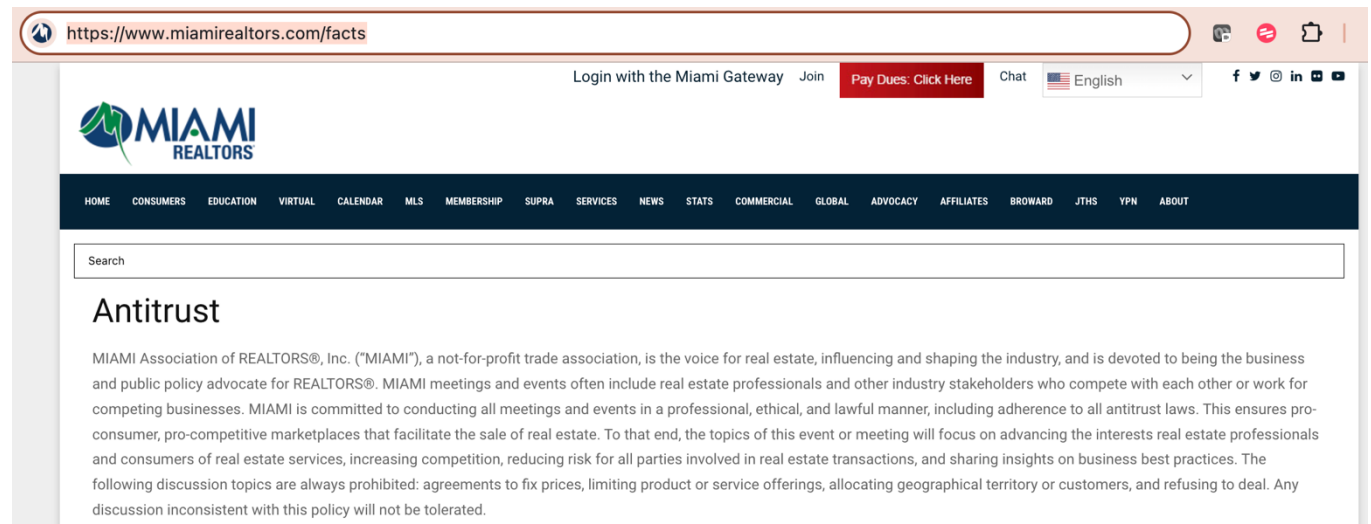 https://www.miamirealtors.com/facts
Login with the Miami Gateway Join Pay Dues: Click Here Chat English
MIAMI
REALTORS®
HOME CONSUMERS EDUCATION VIRTUAL CALENDAR MLS MEMBERSHIP SUPRA SERVICES NEWS STATS COMMERCIAL GLOBAL ADVOCACY AFFILIATES BROWARD JTHS YPN ABOUT
Search
Antitrust
MIAMI Association of REALTORS®, Inc. (“MIAMI”), a not-for-profit trade association, is the voice for real estate, influencing and shaping the industry, and is devoted to being the business
and public policy advocate for REALTORS®. MIAMI meetings and events often include real estate professionals and other industry stakeholders who compete with each other or work for
competing businesses. MIAMI is committed to conducting all meetings and events in a professional, ethical, and lawful manner, including adherence to all antitrust laws. This ensures pro-
consumer, pro-competitive marketplaces that facilitate the sale of real estate. To that end, the topics of this event or meeting will focus on advancing the interests real estate professionals
and consumers of real estate services, increasing competition, reducing risk for all parties involved in real estate transactions, and sharing insights on business best practices. The
following discussion topics are always prohibited: agreements to fix prices, limiting product or service offerings, allocating geographical territory or customers, and refusing to deal. Any
discussion inconsistent with this policy will not be tolerated.